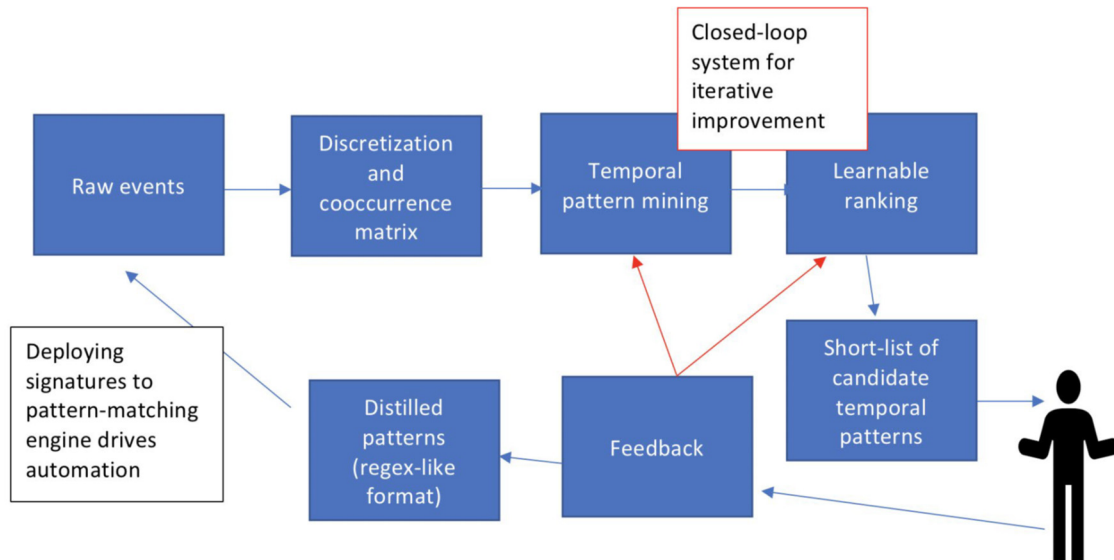 Closed-loop
system for
iterative
improvement
Raw events
Discretization
and
cooccurrence
matrix
Temporal
pattern mining
Learnable
ranking
Deploying
signatures to
pattern-matching
engine drives
automation
Distilled
patterns
(regex-like
format)
Feedback
Short-list of
candidate
temporal
patterns